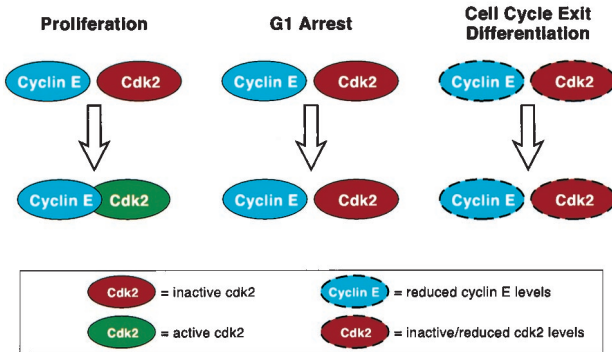 Proliferation
G1 Arrest
Cell Cycle Exit
Differentiation
Cyclin E Cdk2
Cyclin E Cdk2
Cyclin E Cdk2
Cyclin E Cdk2
Cyclin E Cdk2
Cyclin E Cdk2
Cdk2 = inactive cdk2
Cyclin E = reduced cyclin E levels
Cdk2 = active cdk2
Cdk2 = inactive/reduced cdk2 levels